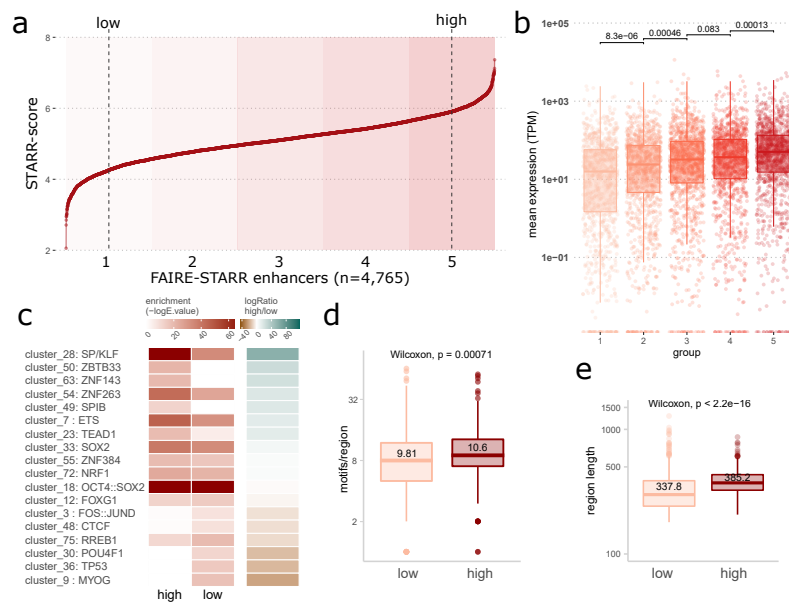 a
low
high
8
6
4
2
STARR-score
1 2 3 4 5
FAIRE-STARR enhancers (n=4,765)
b
1e+05
1e+03
1e+01
1e−01
mean expression (TPM)
8.3e−06
0.00046
0.083
0.00013
1 2 3 4 5
group
c
enrichment
(−logE.value)
0 20 40 60
logRatio
high/low
-40 0 40 80
cluster_28: SP/KLF
cluster_50: ZBTB33
cluster_63: ZNF143
cluster_54: ZNF263
cluster_49: SPIB
cluster_7 : ETS
cluster_23: TEAD1
cluster_33: SOX2
cluster_55: ZNF384
cluster_72: NRF1
cluster_18: OCT4::SOX2
cluster_12: FOXG1
cluster_3 : FOS::JUND
cluster_48: CTCF
cluster_75: RREB1
cluster_30: POU4F1
cluster_36: TP53
cluster_9 : MYOG
high low
d
Wilcoxon, p = 0.00071
32
8
2
motifs/region
9.81
10.6
low high
e
Wilcoxon, p < 2.2e−16
1500
1000
500
100
region length
337.8
385.2
low high